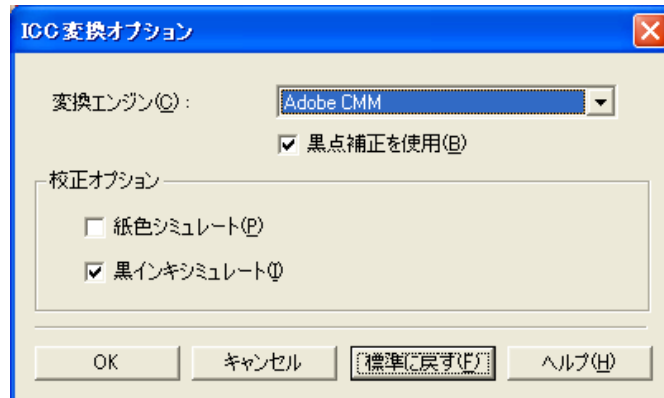 ICC変換オプション
変換エンジン(C)：
Adobe CMM
黒点補正を使用(B)
校正オプション
紙色シミュレート(P)
黒インキシミュレート(I)
OK
キャンセル
標準に戻す(F)
ヘルプ(H)